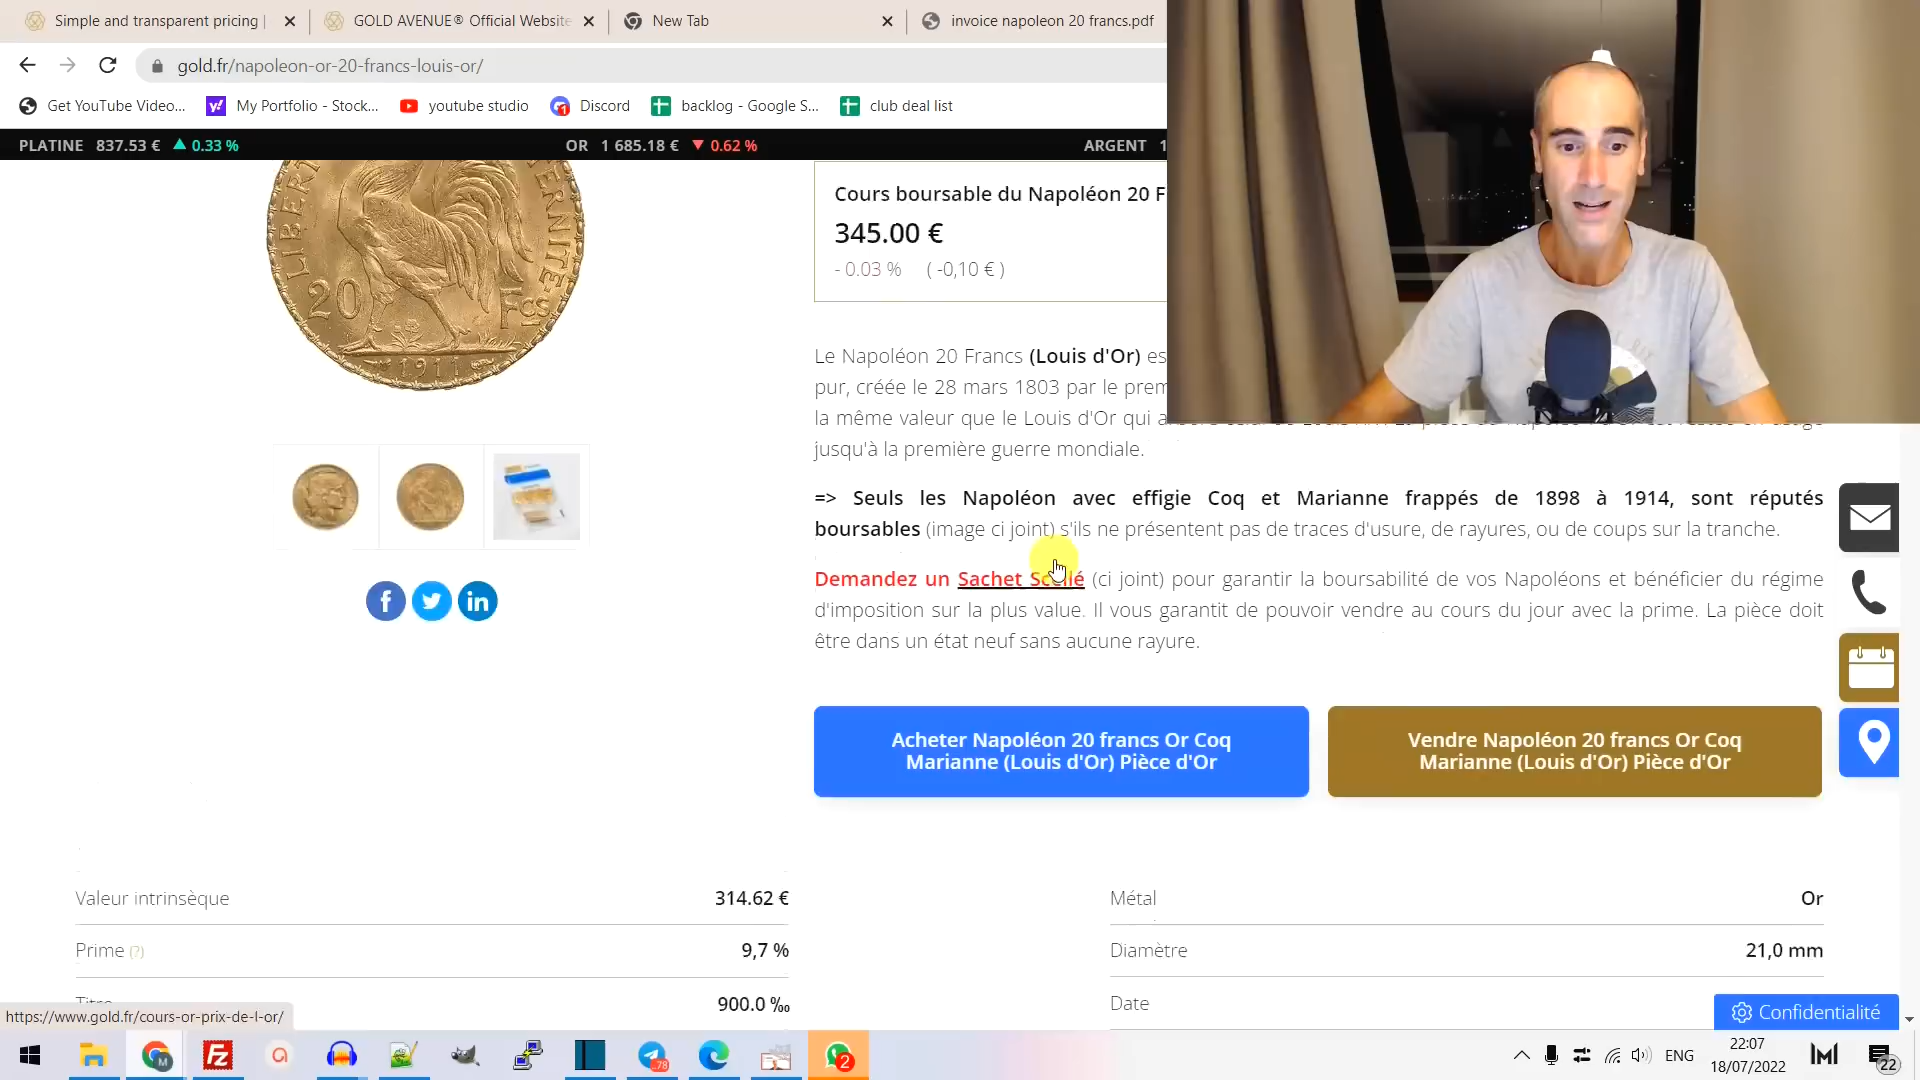 Simple and transparent pricing |
GOLD AVENUE® Official Website
New Tab
invoice napoleon 20 francs.pdf
gold.fr/napoleon-or-20-francs-louis-or/
Get YouTube Video...
My Portfolio - Stock...
youtube studio
Discord
backlog - Google S...
club deal list
PLATINE 837.53 € ▲ 0.33 %
OR 1 685.18 € ▼ 0.62 %
ARGENT 1
LIBERT
ERNITE
20 Fcs
1911
Cours boursable du Napoléon 20 F
345.00 €
- 0.03 % ( -0,10 € )
Le Napoléon 20 Francs (Louis d'Or) es
pur, créée le 28 mars 1803 par le prem
la même valeur que le Louis d'Or qui a
jusqu'à la première guerre mondiale.
=> Seuls les Napoléon avec effigie Coq et Marianne frappés de 1898 à 1914, sont réputés
boursables (image ci joint) s'ils ne présentent pas de traces d'usure, de rayures, ou de coups sur la tranche.
Demandez un Sachet Scellé (ci joint) pour garantir la boursabilité de vos Napoléons et bénéficier du régime
d'imposition sur la plus value. Il vous garantit de pouvoir vendre au cours du jour avec la prime. La pièce doit
être dans un état neuf sans aucune rayure.
Acheter Napoléon 20 francs Or Coq
Marianne (Louis d'Or) Pièce d'Or
Vendre Napoléon 20 francs Or Coq
Marianne (Louis d'Or) Pièce d'Or
Valeur intrinsèque 314.62 €
Métal Or
Prime (?) 9,7 %
Diamètre 21,0 mm
Titre 900.0 ‰
Date
https://www.gold.fr/cours-or-prix-de-l-or/
Confidentialité
78
2
ENG
22:07
18/07/2022
22